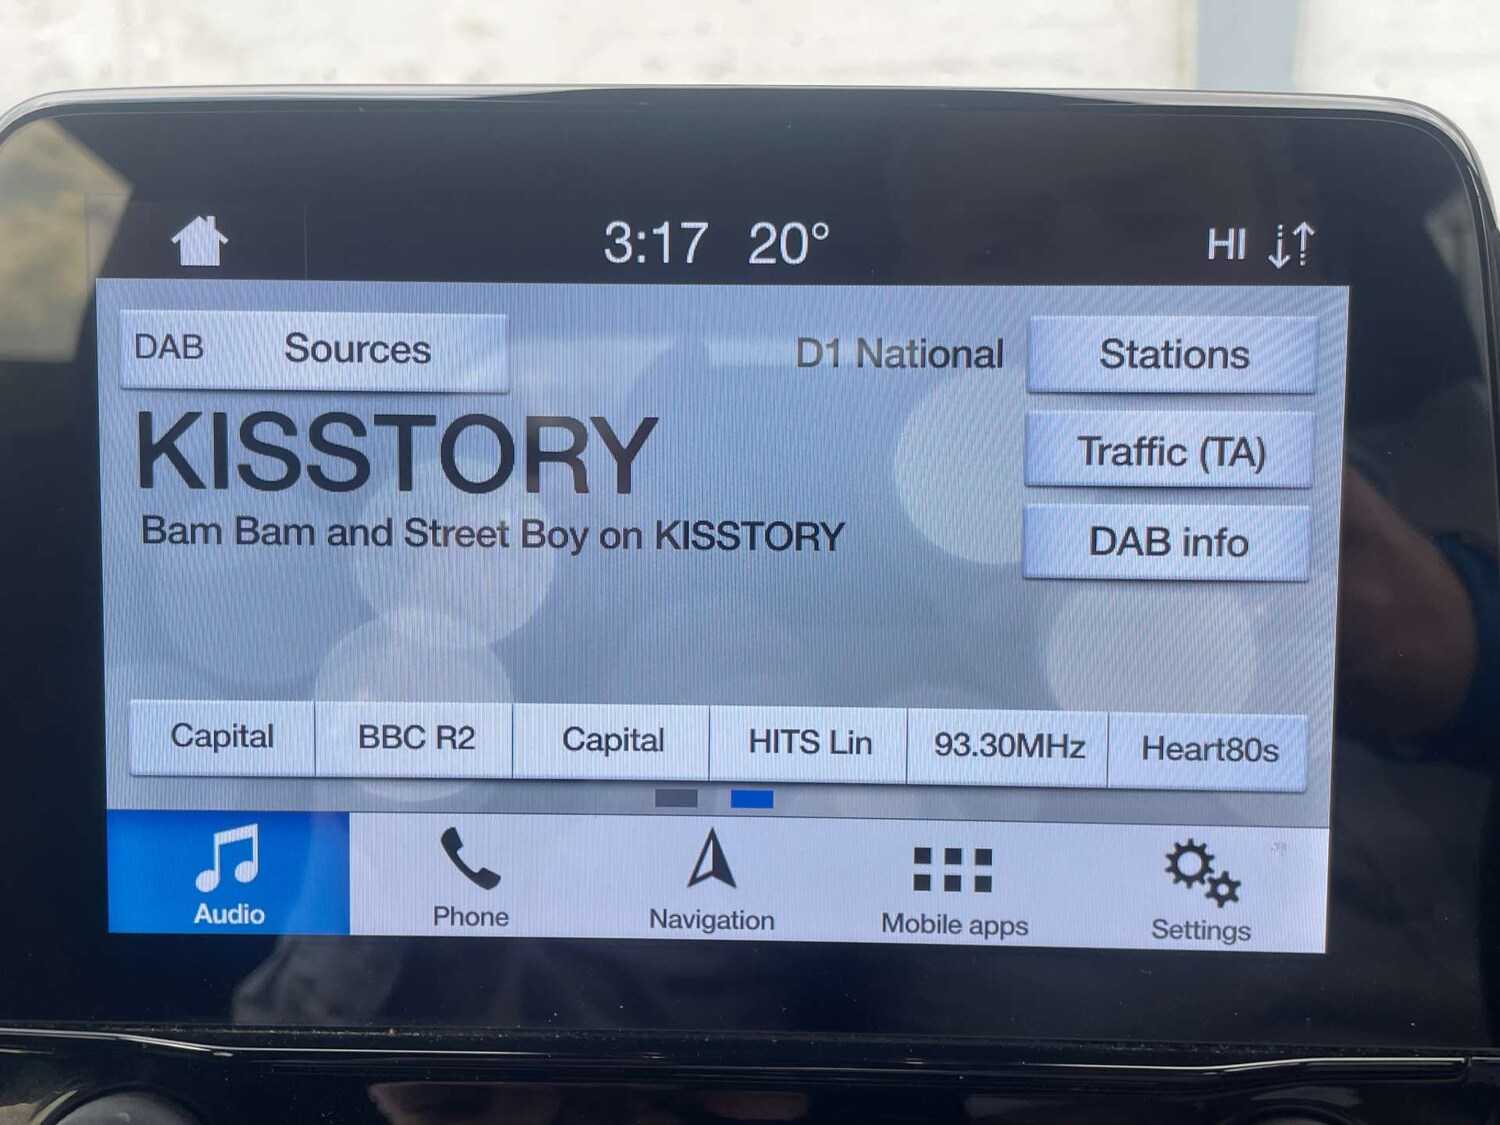 3:17 20° HI
DAB Sources D1 National Stations
KISSTORY
Traffic (TA)
Bam Bam and Street Boy on KISSTORY
DAB info
Capital BBC R2 Capital HITS Lin 93.30MHz Heart80s
Audio Phone Navigation Mobile apps Settings